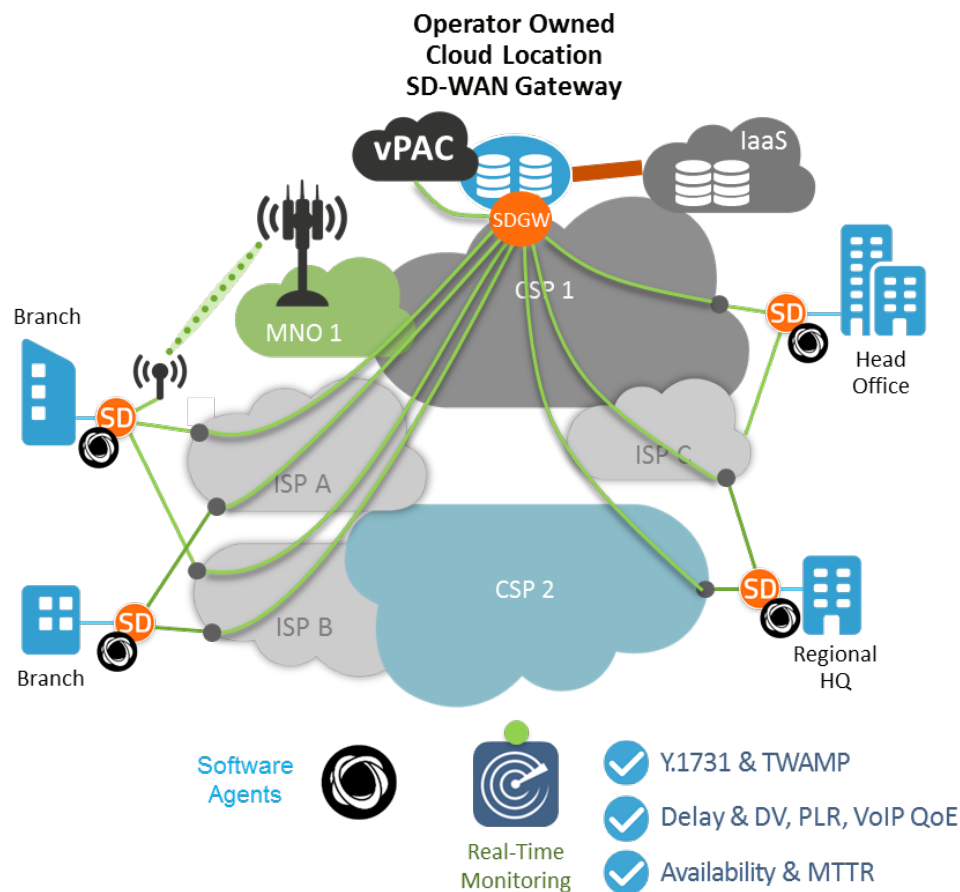 Operator Owned
Cloud Location
SD-WAN Gateway
vPAC
IaaS
SDGW
CSP 1
MNO 1
Branch
SD
SD
Head
Office
SD
ISP A
ISP C
CSP 2
ISP B
SD
Branch
SD
Regional
HQ
Software
Agents
Real-Time
Monitoring
Y.1731 & TWAMP
Delay & DV, PLR, VoIP QoE
Availability & MTTR